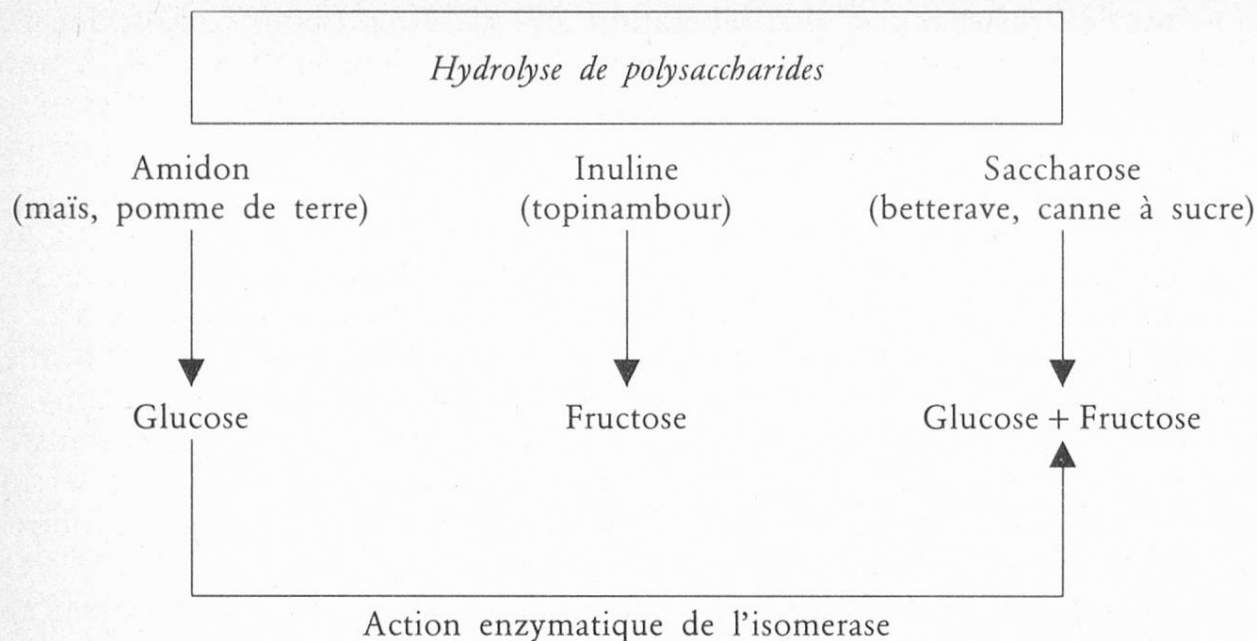 Hydrolyse de polysaccharides
Amidon
(maïs, pomme de terre)
Inuline
(topinambour)
Saccharose
(betterave, canne à sucre)
Glucose
Fructose
Glucose + Fructose
Action enzymatique de l'isomerase